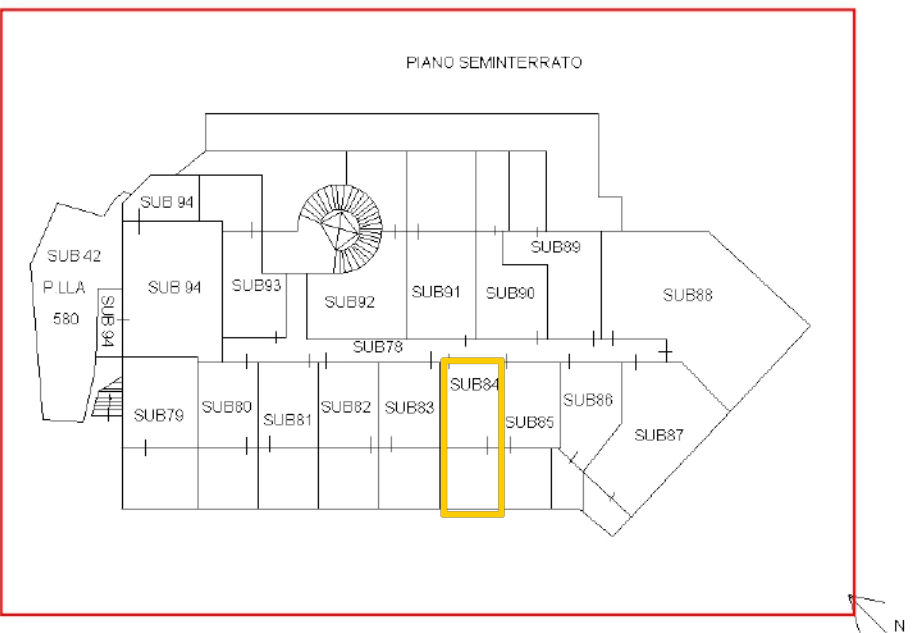 PIANO SEMINTERRATO
SUB 94
SUB 42
P.LLA
580
SUB 94
SUB 94
SUB93
SUB92
SUB91
SUB90
SUB89
SUB88
SUB78
SUB79
SUB80
SUB81
SUB82
SUB83
SUB84
SUB85
SUB86
SUB87
N